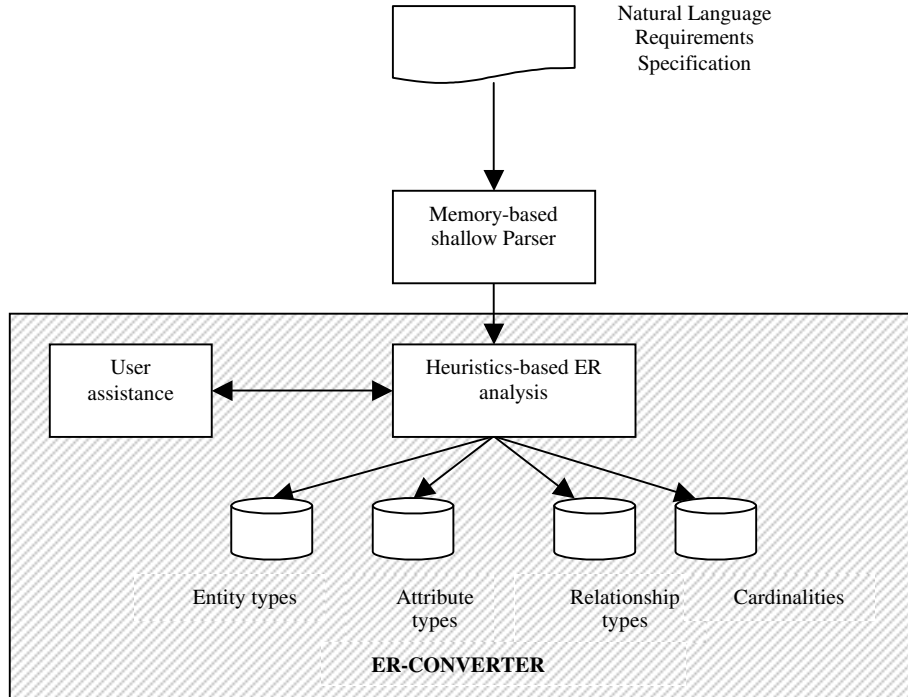 Natural Language
Requirements
Specification
Memory-based
shallow Parser
User
assistance
Heuristics-based ER
analysis
Entity types
Attribute
types
Relationship
types
Cardinalities
ER-CONVERTER